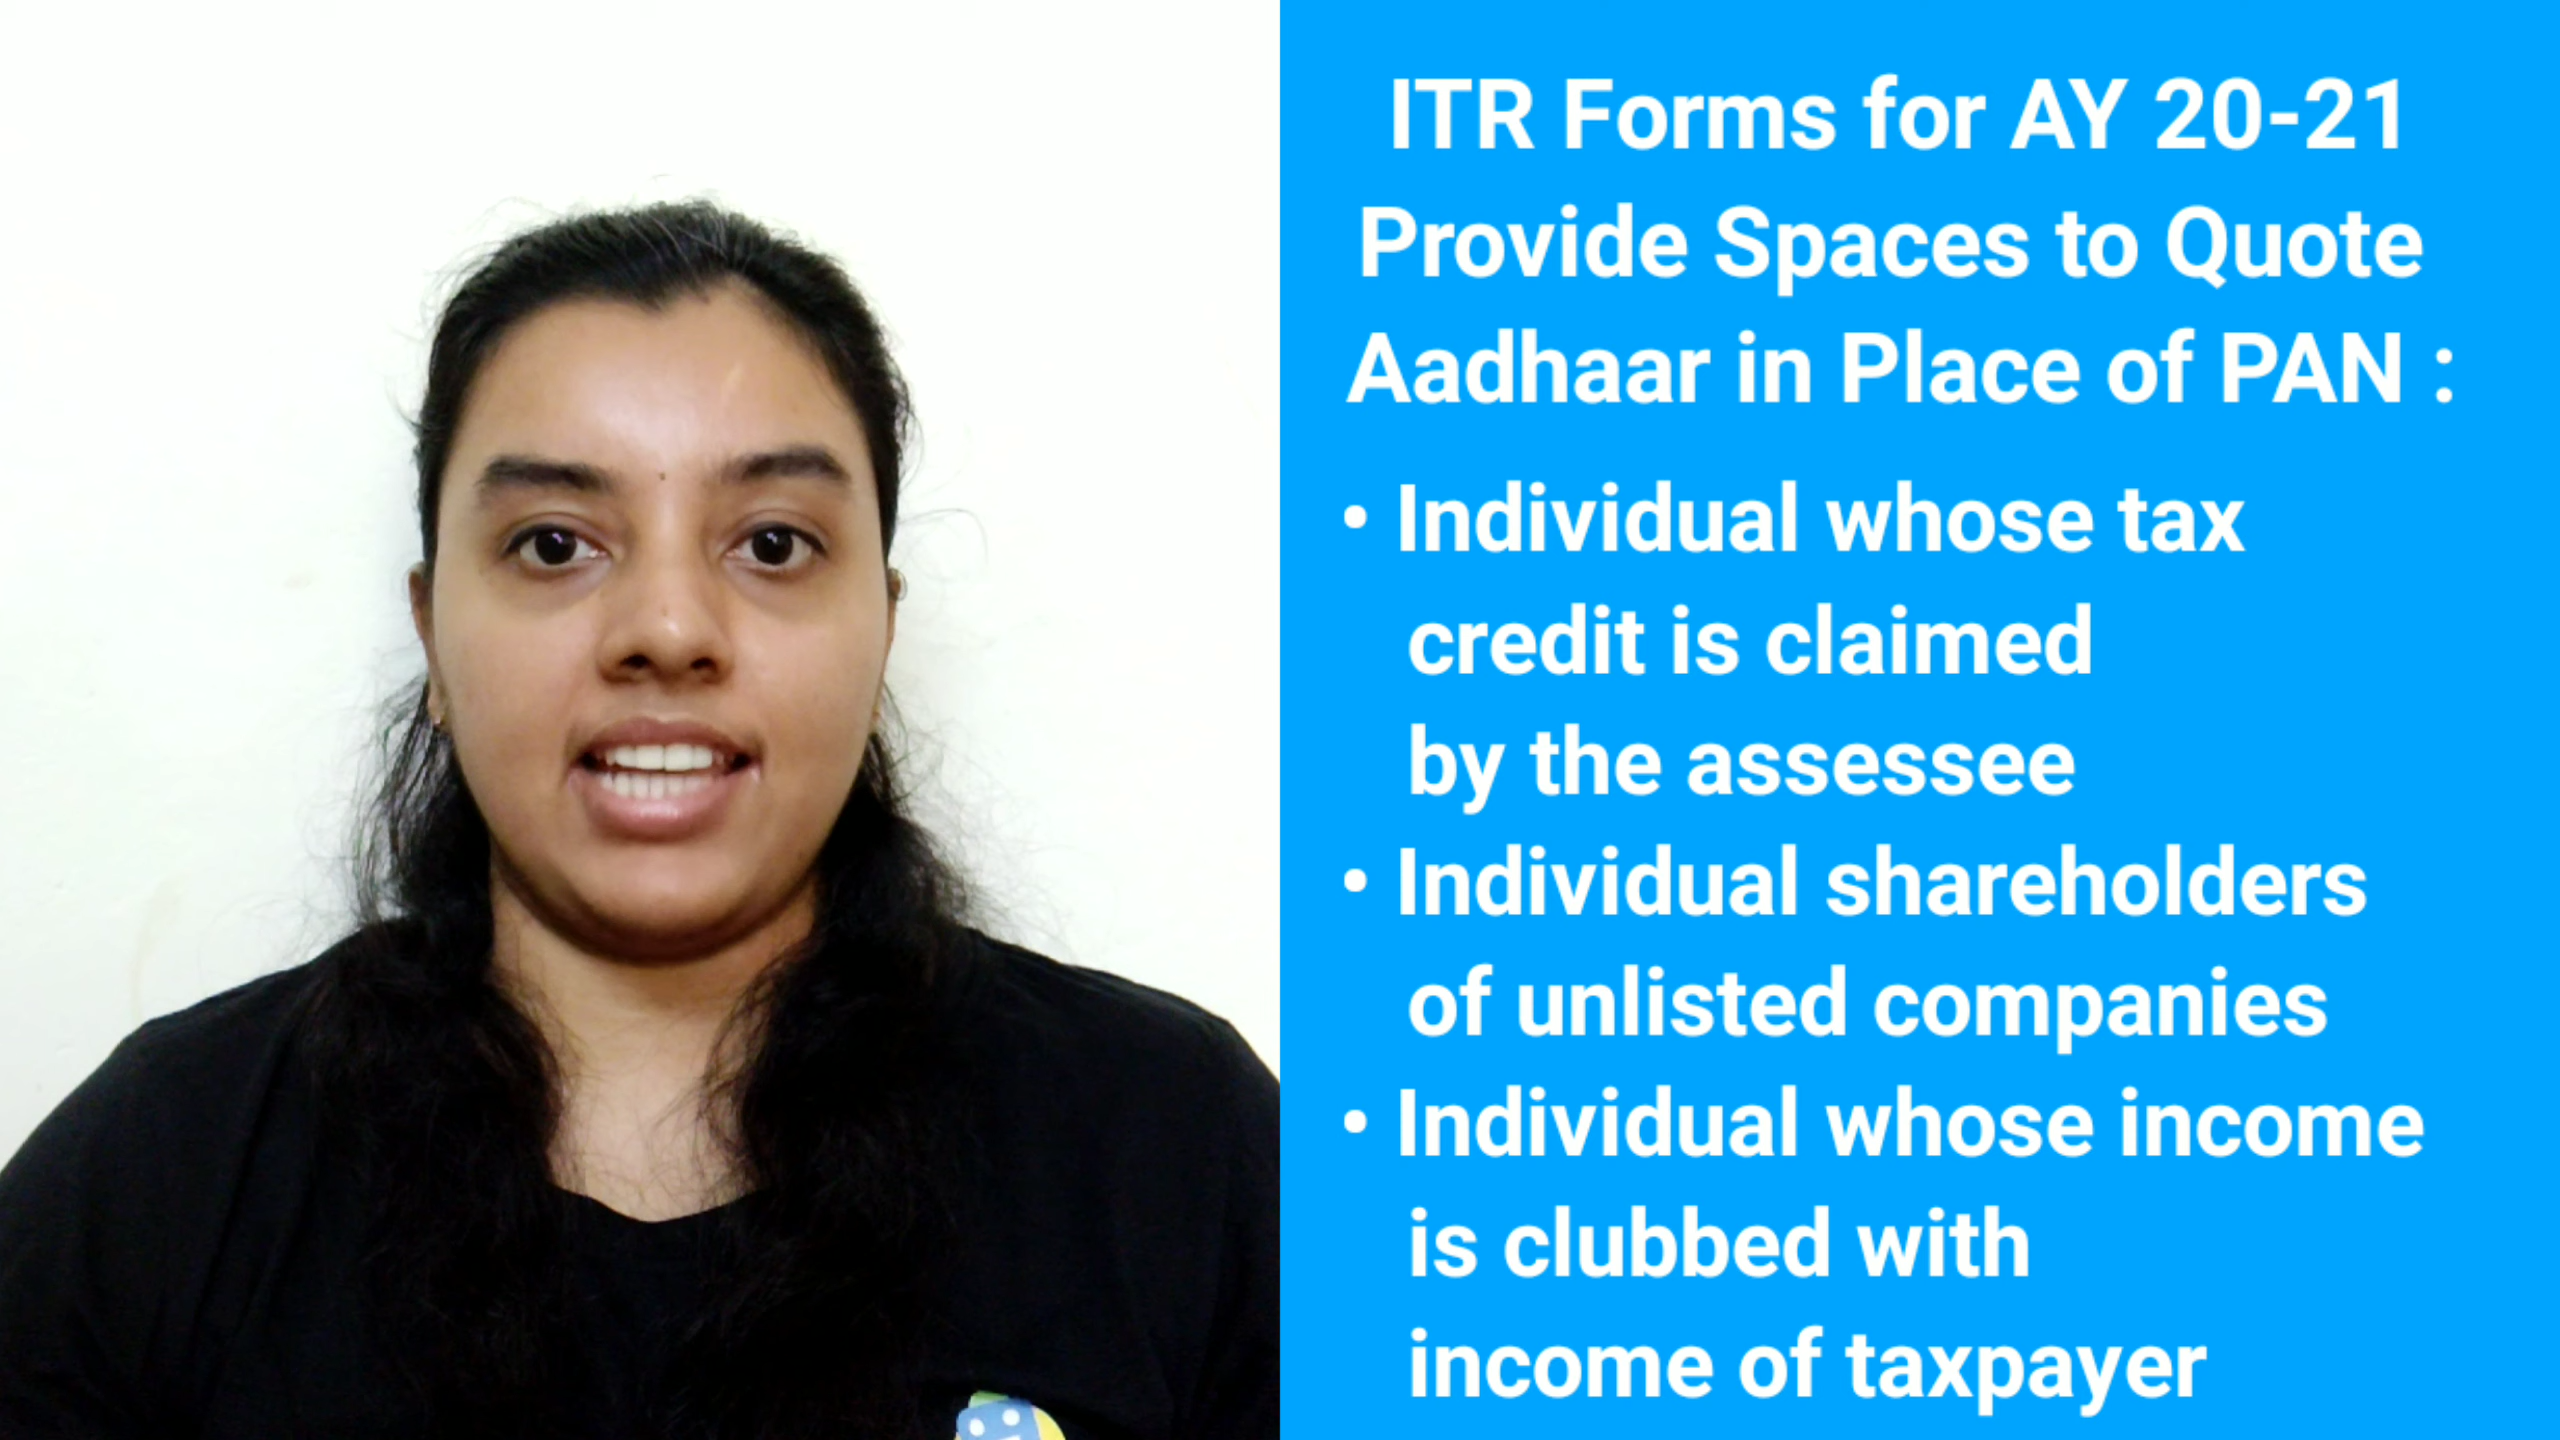 ITR Forms for AY 20-21
Provide Spaces to Quote
Aadhaar in Place of PAN :
• Individual whose tax
credit is claimed
by the assessee
• Individual shareholders
of unlisted companies
• Individual whose income
is clubbed with
income of taxpayer